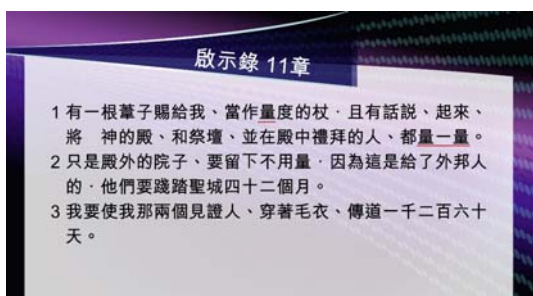 啟示錄 11章
1 有一根葦子賜給我、當作量度的杖．且有話説、起來、
將　神的殿、和祭壇、並在殿中禮拜的人、都量一量。
2 只是殿外的院子、要留下不用量．因為這是給了外邦人
的．他們要踐踏聖城四十二個月。
3 我要使我那兩個見證人、穿著毛衣、傳道一千二百六十
天。